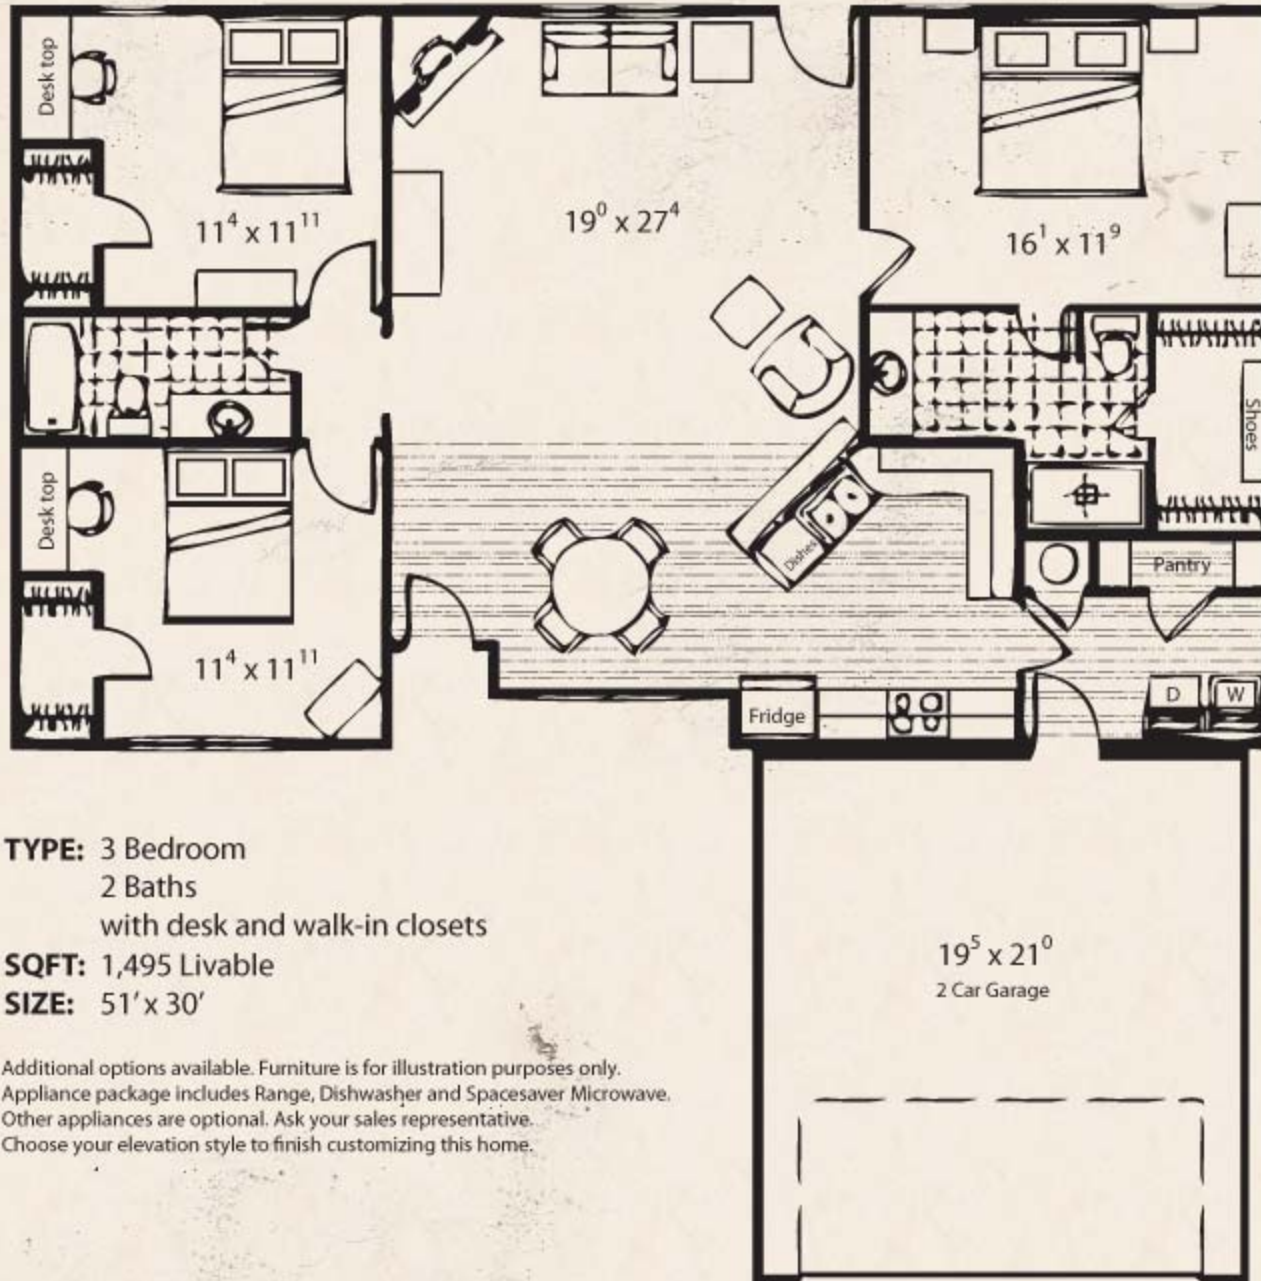 Desk top
11⁴ x 11¹¹
19⁰ x 27⁴
16¹ x 11⁹
Shoes
Desk top
Dishes
Pantry
11⁴ x 11¹¹
D
W
Fridge
TYPE: 3 Bedroom
2 Baths
with desk and walk-in closets
SQFT: 1,495 Livable
SIZE: 51' x 30'
19⁵ x 21⁰
2 Car Garage
Additional options available. Furniture is for illustration purposes only.
Appliance package includes Range, Dishwasher and Spacesaver Microwave.
Other appliances are optional. Ask your sales representative.
Choose your elevation style to finish customizing this home.